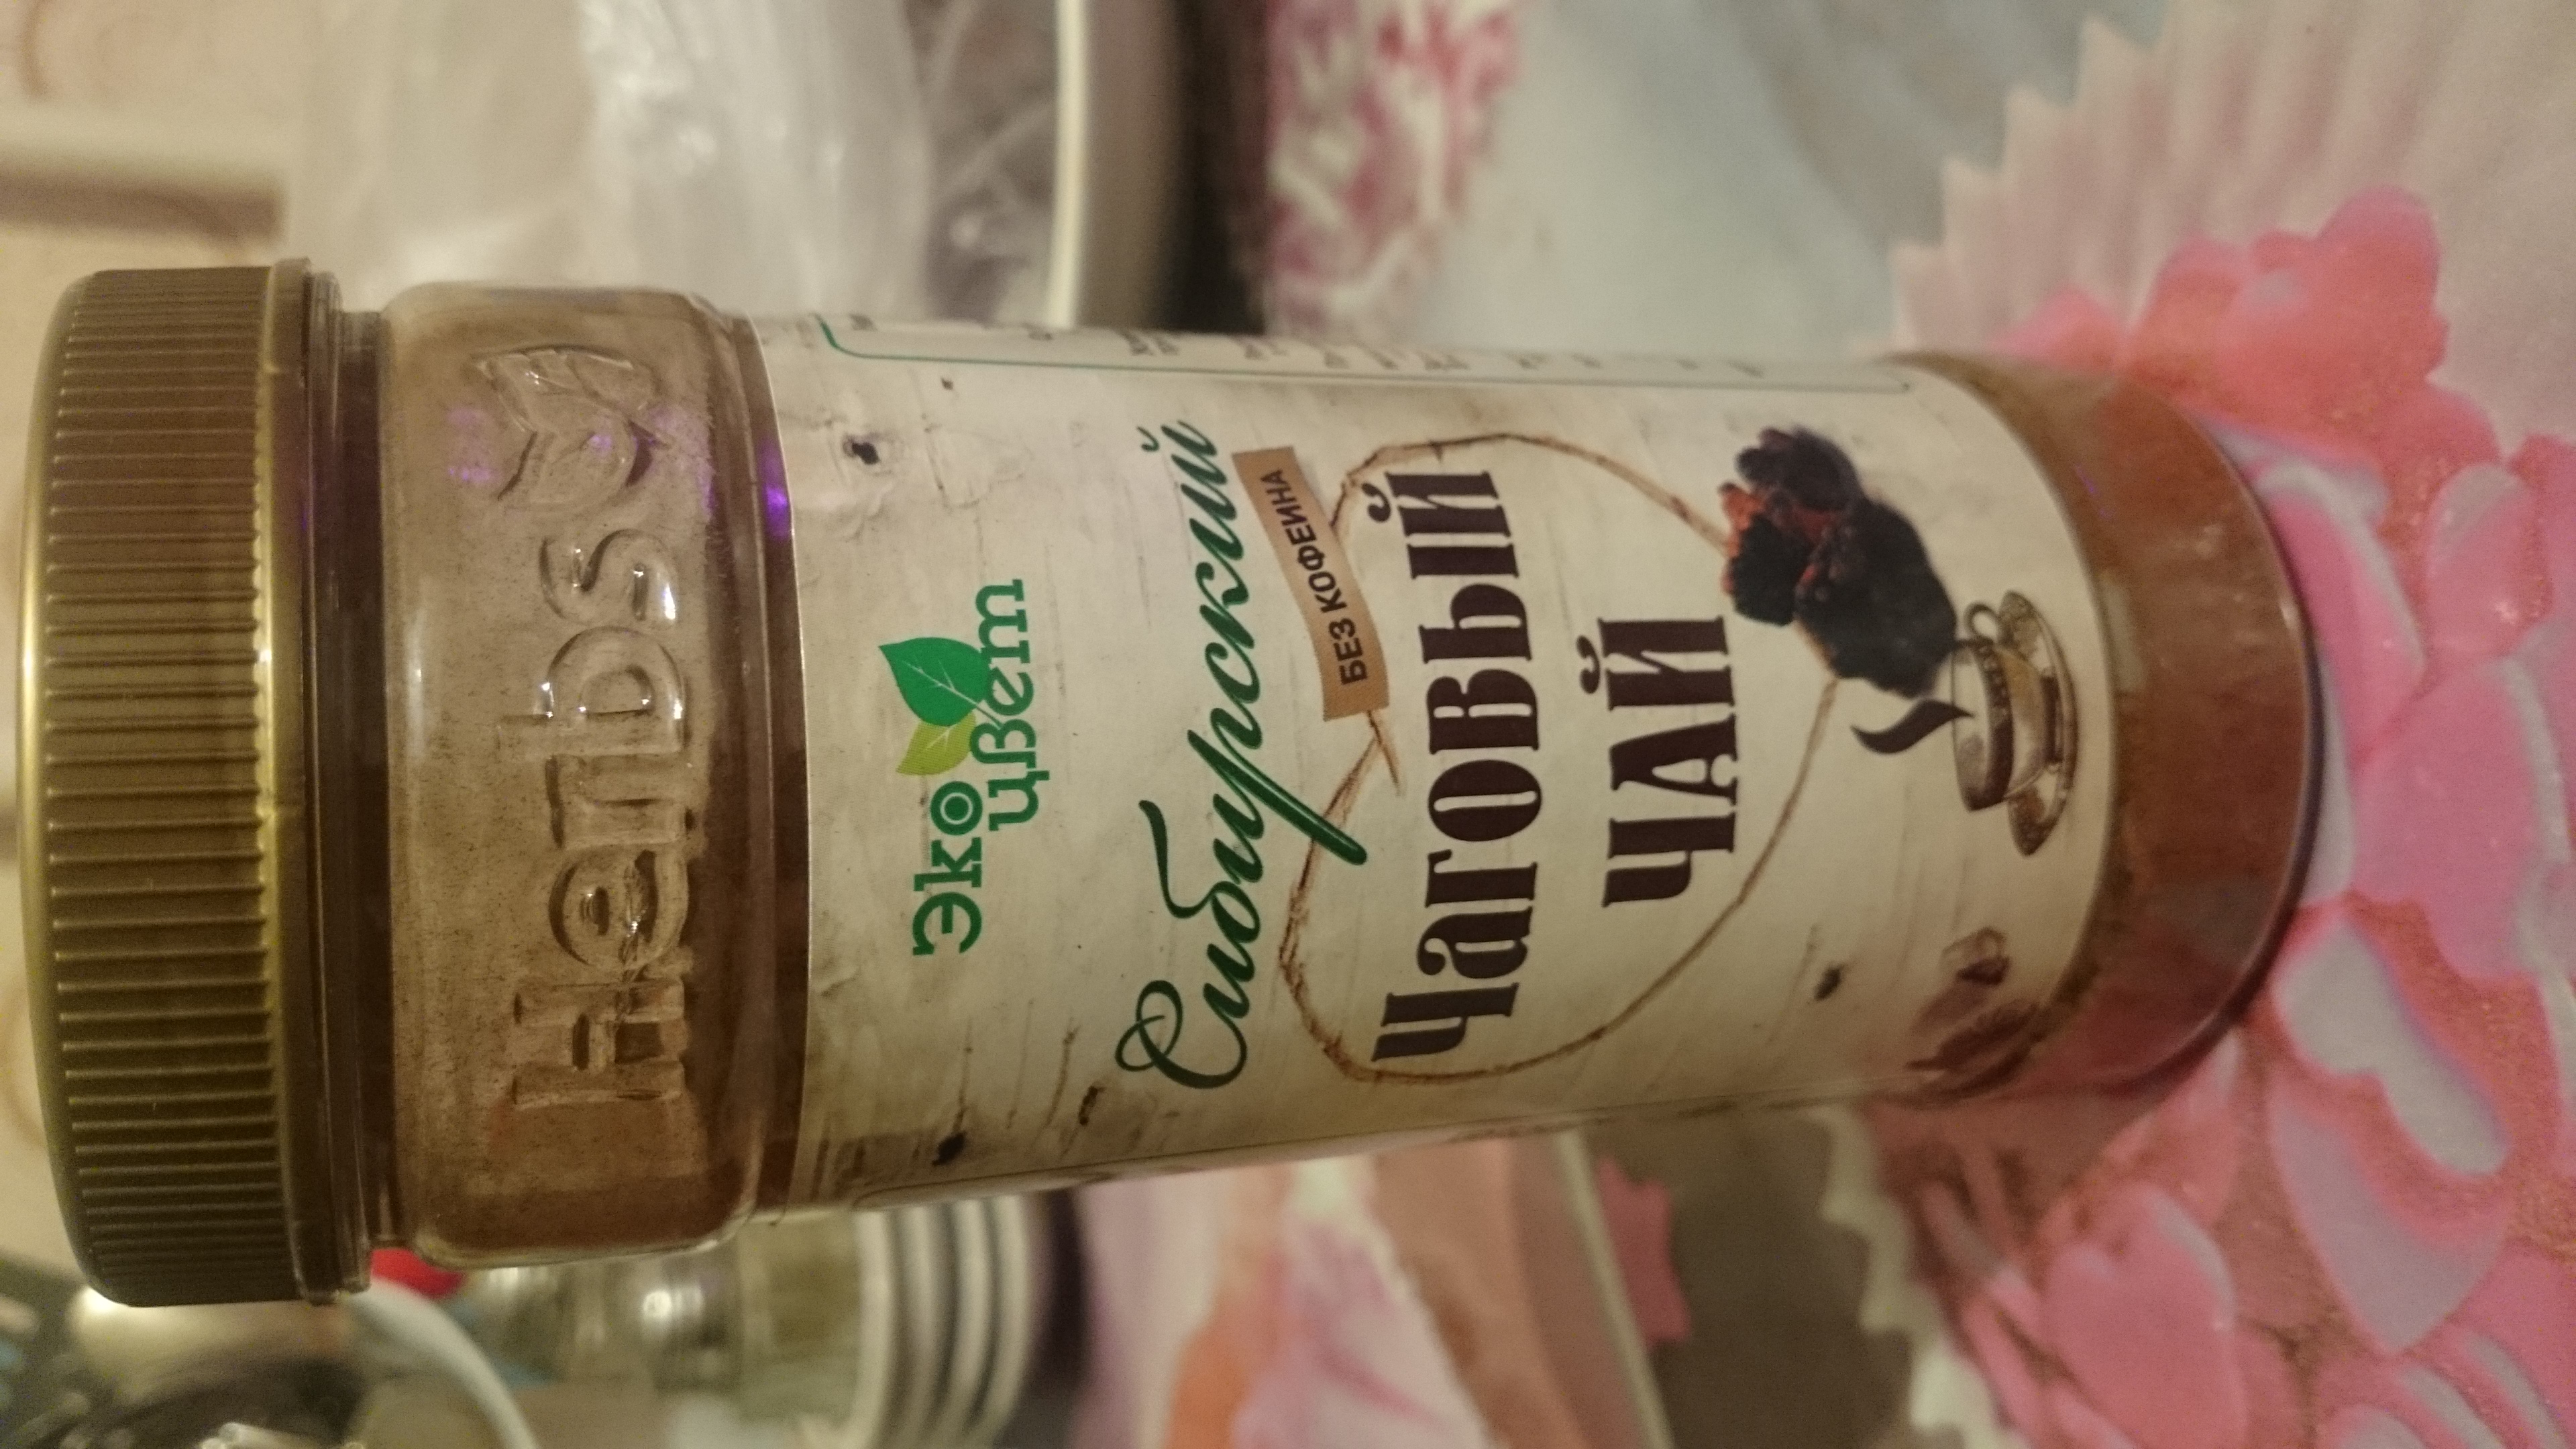 Herbs
Эко
цвет
Сибирский
БЕЗ КОФЕИНА
Чаговый
ЧАЙ